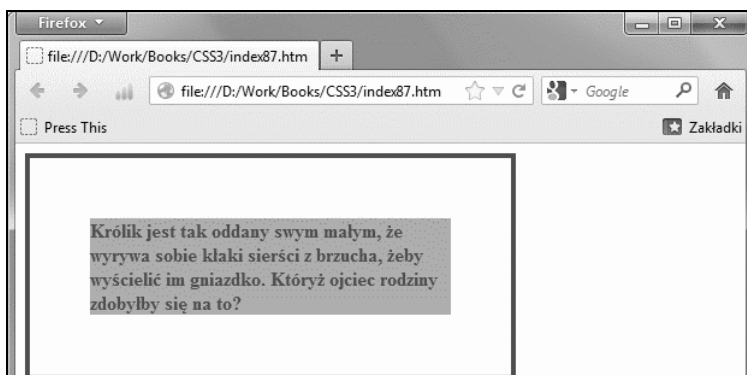 Firefox
file:///D:/Work/Books/CSS3/index87.htm
file:///D:/Work/Books/CSS3/index87.htm Google
Press This Zakładki
Królik jest tak oddany swym małym, że
wyrywa sobie kłaki sierści z brzucha, żeby
wyścielić im gniazdko. Któryż ojciec rodziny
zdobyłby się na to?